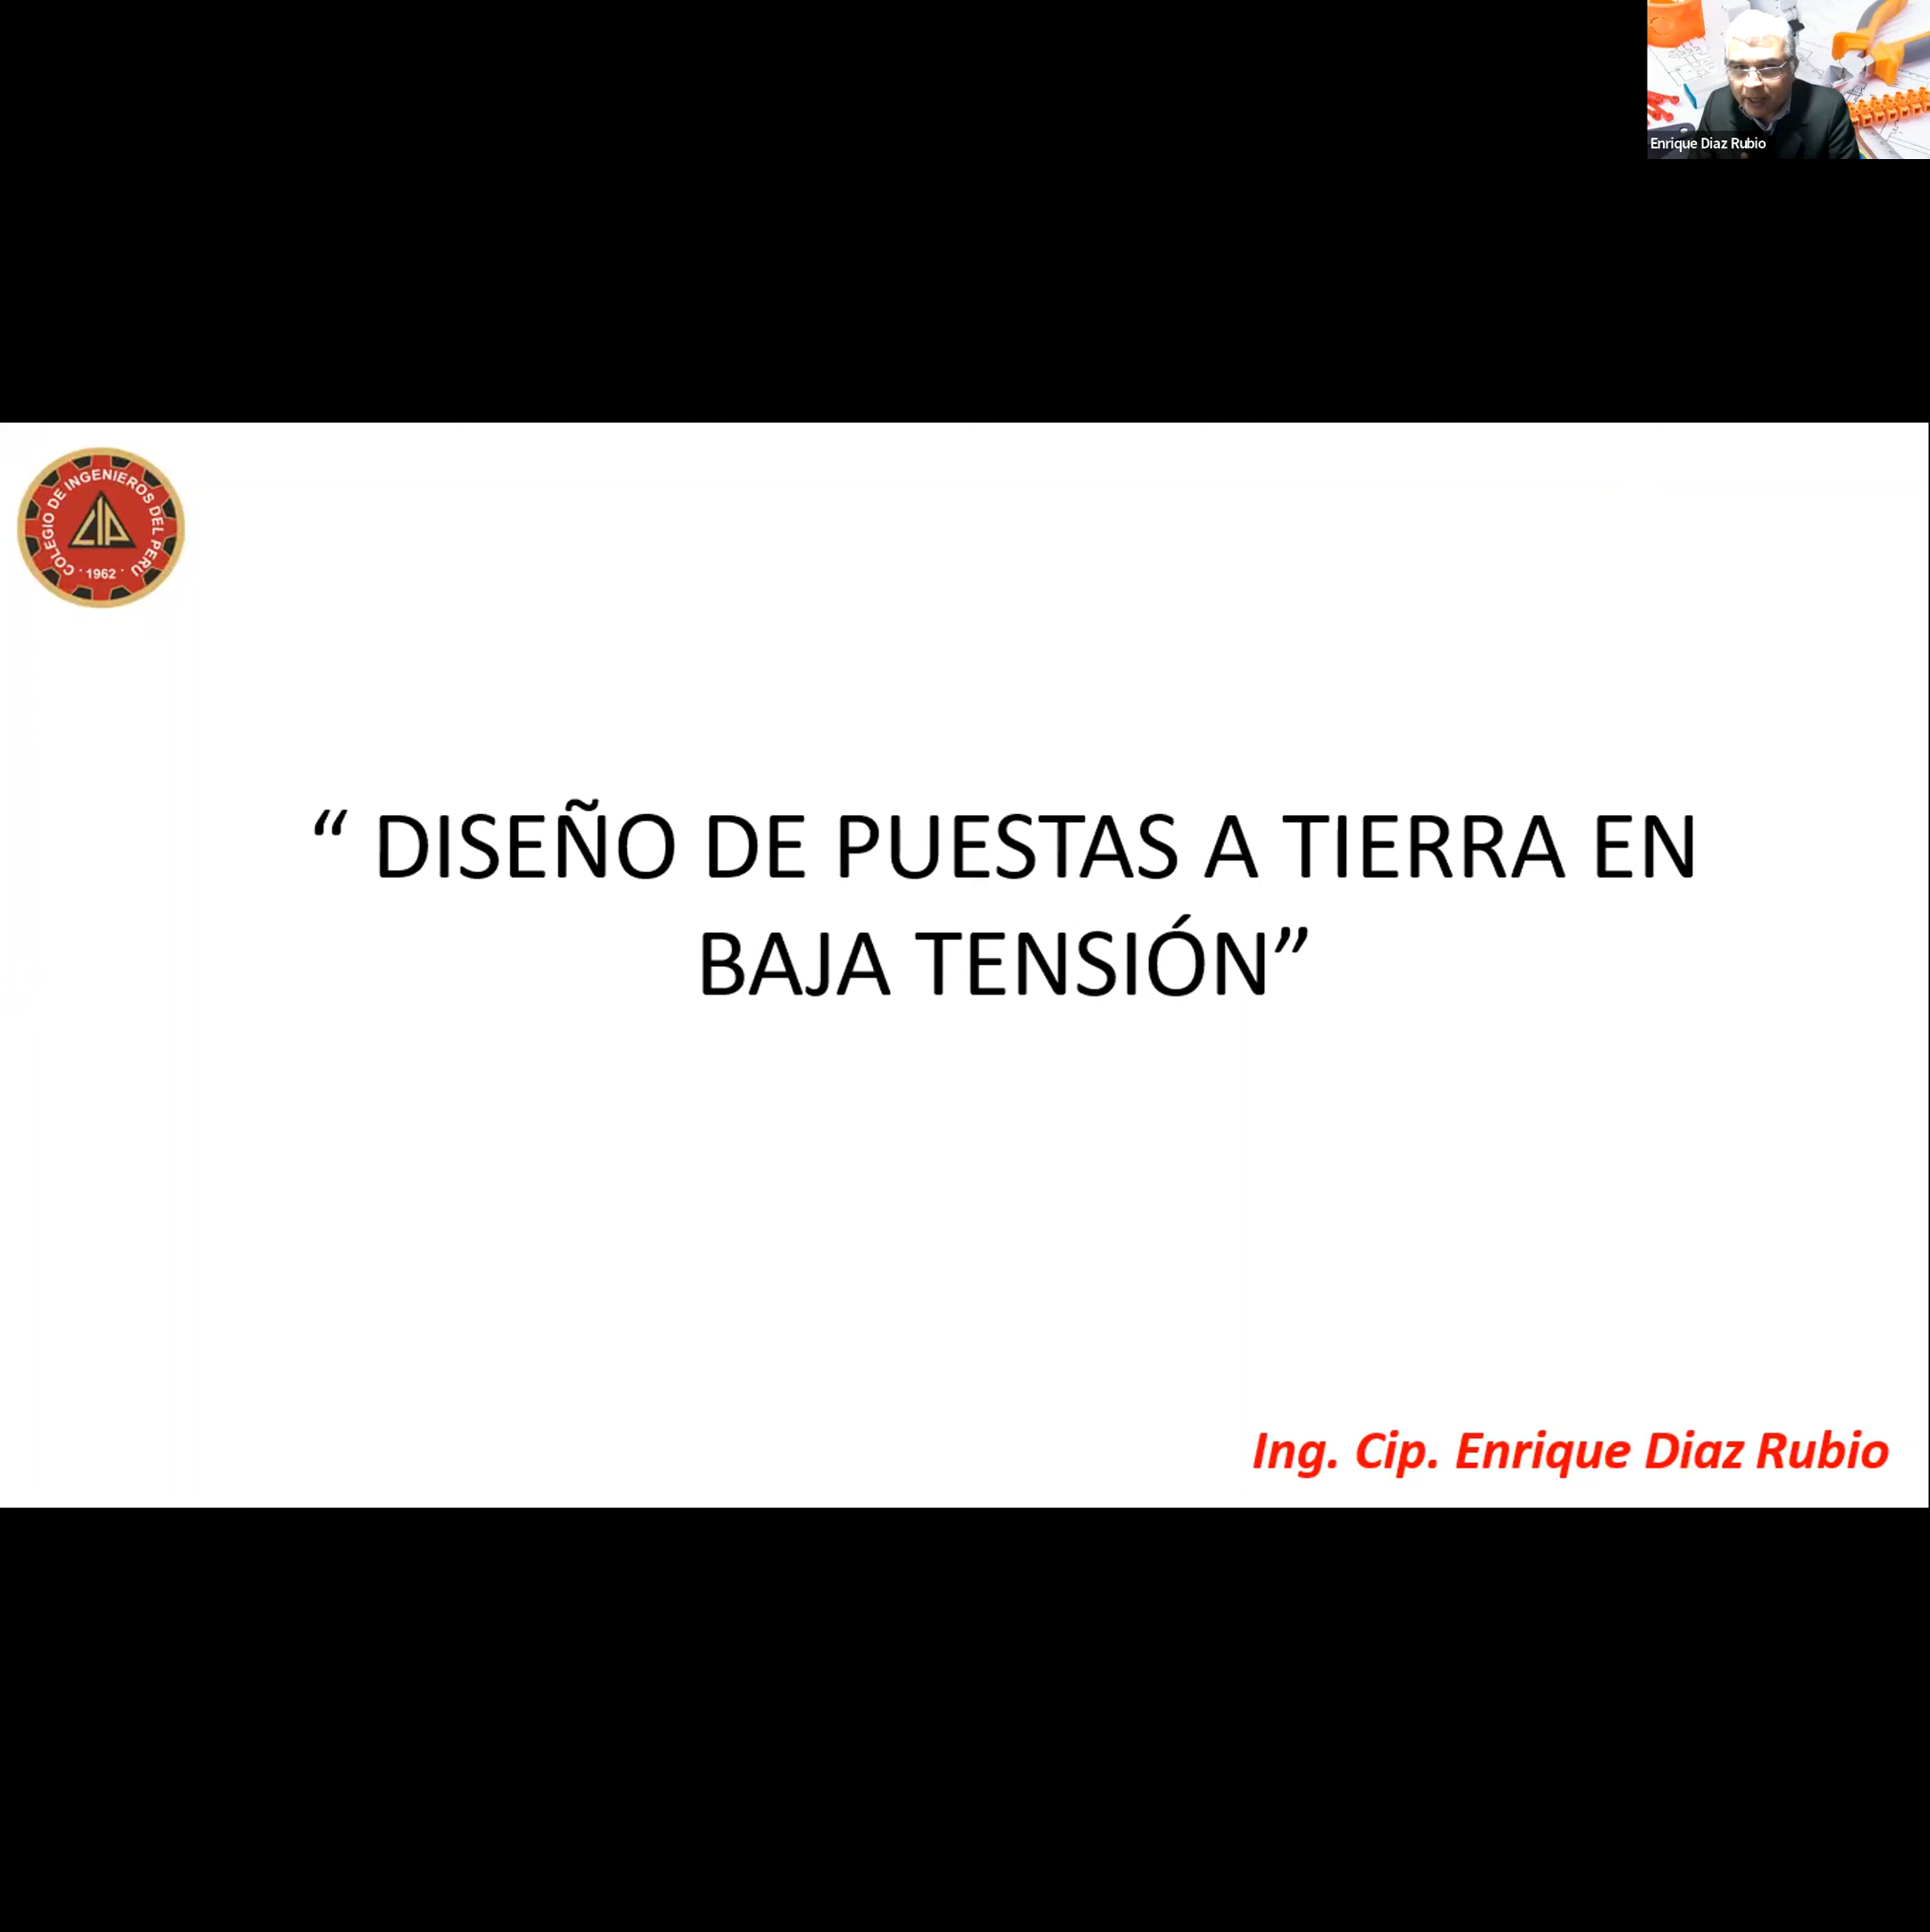 Enrique Diaz Rubio
COLEGIO DE INGENIEROS DEL PERÚ
CIP
· 1962 ·
“ DISEÑO DE PUESTAS A TIERRA EN
BAJA TENSIÓN”
Ing. Cip. Enrique Diaz Rubio